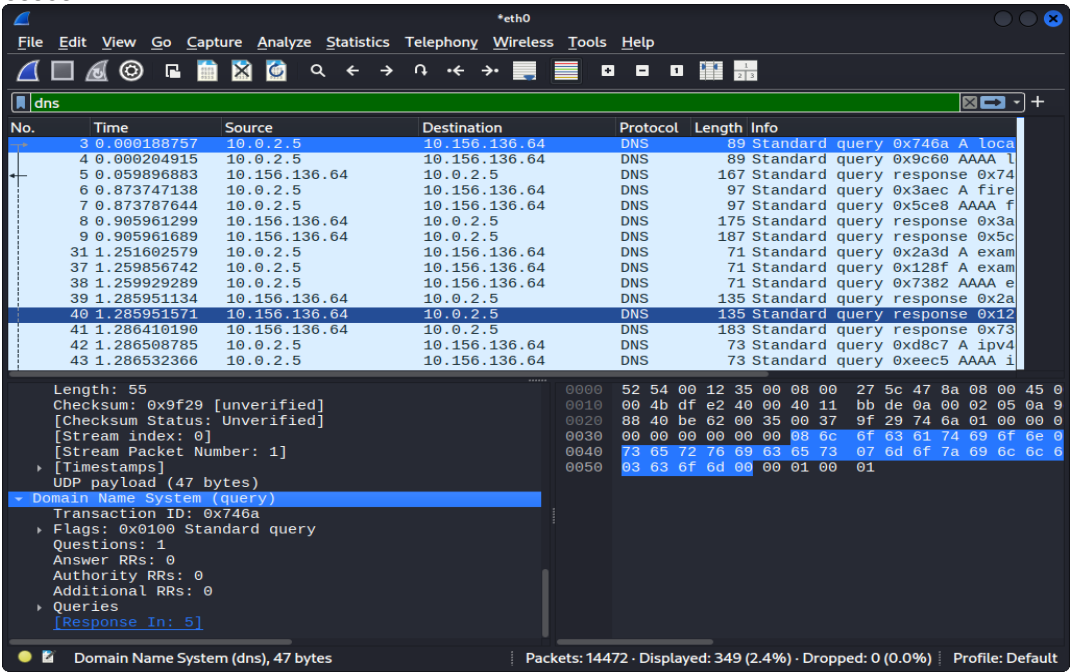 *eth0
File Edit View Go Capture Analyze Statistics Telephony Wireless Tools Help
dns
No. Time Source Destination Protocol Length Info
3 0.000188757 10.0.2.5 10.156.136.64 DNS 89 Standard query 0x746a A loca
4 0.000204915 10.0.2.5 10.156.136.64 DNS 89 Standard query 0x9c60 AAAA l
5 0.059896883 10.156.136.64 10.0.2.5 DNS 167 Standard query response 0x74
6 0.873747138 10.0.2.5 10.156.136.64 DNS 97 Standard query 0x3aec A fire
7 0.873787644 10.0.2.5 10.156.136.64 DNS 97 Standard query 0x5ce8 AAAA f
8 0.905961299 10.156.136.64 10.0.2.5 DNS 175 Standard query response 0x3a
9 0.905961689 10.156.136.64 10.0.2.5 DNS 187 Standard query response 0x5c
31 1.251602579 10.0.2.5 10.156.136.64 DNS 71 Standard query 0x2a3d A exam
37 1.259856742 10.0.2.5 10.156.136.64 DNS 71 Standard query 0x128f A exam
38 1.259929289 10.0.2.5 10.156.136.64 DNS 71 Standard query 0x7382 AAAA e
39 1.285951134 10.156.136.64 10.0.2.5 DNS 135 Standard query response 0x2a
40 1.285951571 10.156.136.64 10.0.2.5 DNS 135 Standard query response 0x12
41 1.286410190 10.156.136.64 10.0.2.5 DNS 183 Standard query response 0x73
42 1.286508785 10.0.2.5 10.156.136.64 DNS 73 Standard query 0xd8c7 A ipv4
43 1.286532366 10.0.2.5 10.156.136.64 DNS 73 Standard query 0xeec5 AAAA i
Length: 55
Checksum: 0x9f29 [unverified]
[Checksum Status: Unverified]
[Stream index: 0]
[Stream Packet Number: 1]
[Timestamps]
UDP payload (47 bytes)
Domain Name System (query)
Transaction ID: 0x746a
Flags: 0x0100 Standard query
Questions: 1
Answer RRs: 0
Authority RRs: 0
Additional RRs: 0
Queries
[Response In: 5]
0000 52 54 00 12 35 00 08 00 27 5c 47 8a 08 00 45 0
0010 00 4b df e2 40 00 40 11 bb de 0a 00 02 05 0a 9
0020 88 40 be 62 00 35 00 37 9f 29 74 6a 01 00 00 0
0030 00 00 00 00 00 00 08 6c 6f 63 61 74 69 6f 6e 0
0040 73 65 72 76 69 63 65 73 07 6d 6f 7a 69 6c 6c 6
0050 03 63 6f 6d 00 00 01 00 01
Domain Name System (dns), 47 bytes
Packets: 14472 · Displayed: 349 (2.4%) · Dropped: 0 (0.0%)
Profile: Default